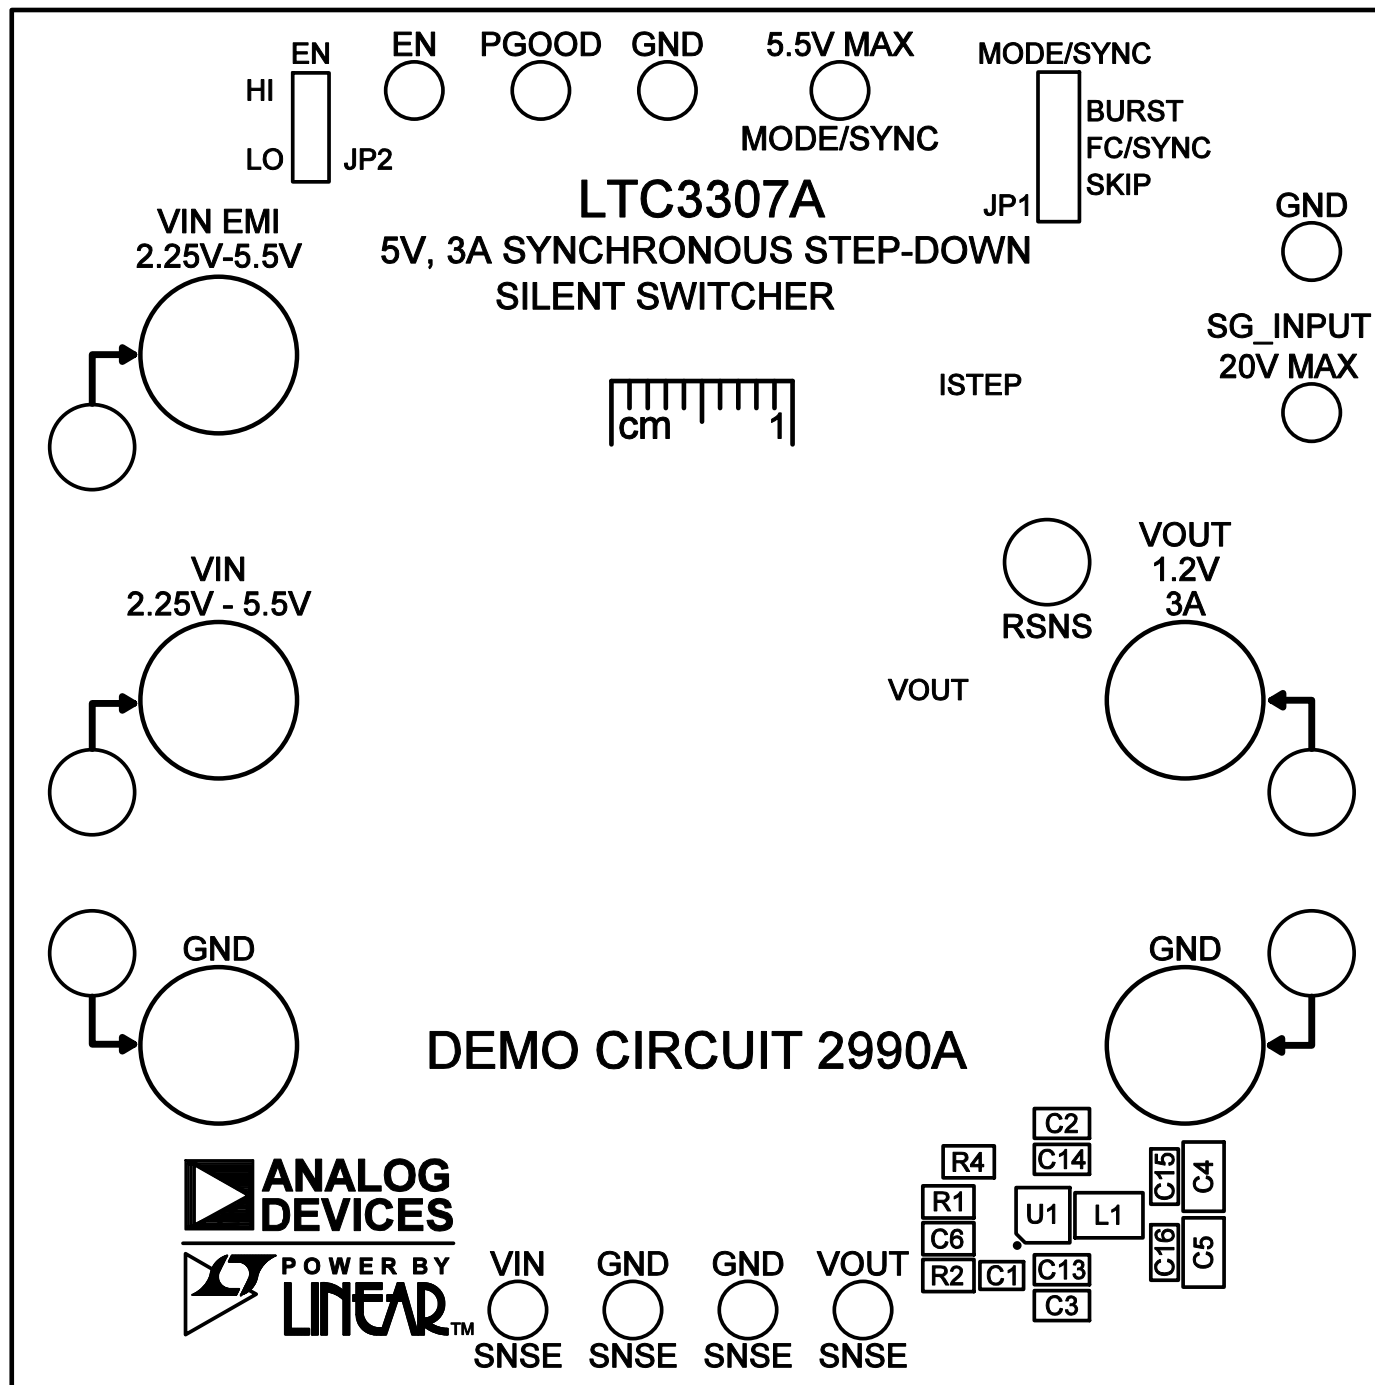 EN
EN
PGOOD
GND
5.5V MAX
MODE/SYNC
HI
BURST
MODE/SYNC
FC/SYNC
LO
JP2
SKIP
LTC3307A
JP1
GND
VIN EMI
2.25V-5.5V
5V, 3A SYNCHRONOUS STEP-DOWN
SILENT SWITCHER
SG_INPUT
20V MAX
ISTEP
cm 1
VIN
2.25V - 5.5V
VOUT
1.2V
3A
RSNS
VOUT
GND
GND
DEMO CIRCUIT 2990A
C2
C14
R4
C15
C4
R1
U1
L1
C6
C16
C5
R2
C1
C13
C3
ANALOG
DEVICES
POWER BY
LINEAR TM
VIN
SNSE
GND
SNSE
GND
SNSE
VOUT
SNSE